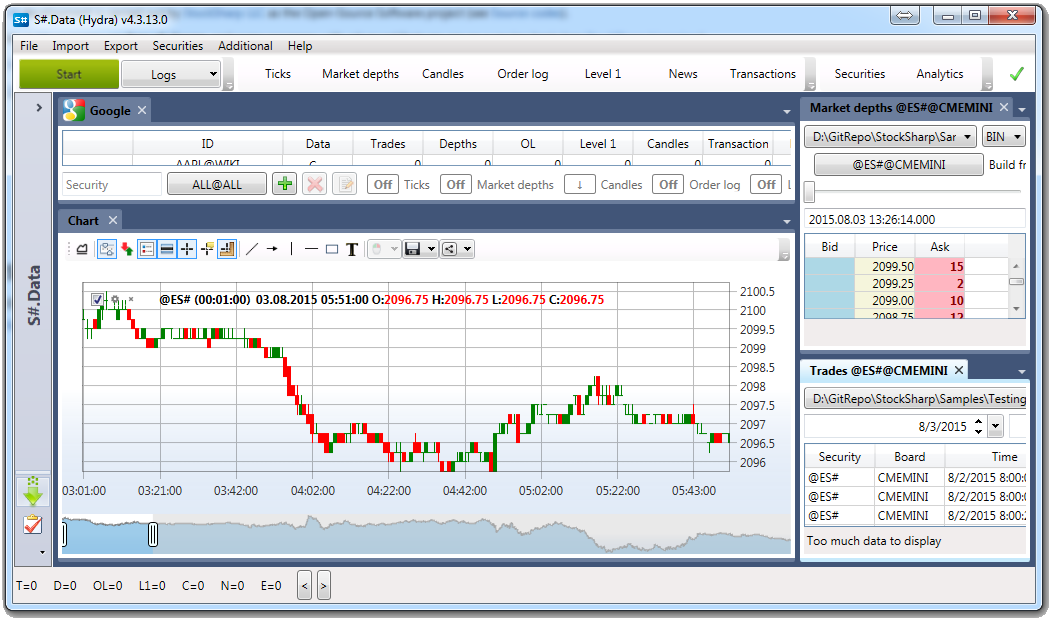 S# S#.Data (Hydra) v4.3.13.0
File Import Export Securities Additional Help
Start Logs Ticks Market depths Candles Order log Level 1 News Transactions Securities Analytics
S#.Data
Google
ID Data Trades Depths OL Level 1 Candles Transaction
AAPL@WIKI C 0 0 0 0 0 0
Security ALL@ALL Off Ticks Off Market depths Candles Off Order log Off L
Chart
T
@ES# (00:01:00) 03.08.2015 05:51:00 O:2096.75 H:2096.75 L:2096.75 C:2096.75
2100.5
2100
2099.5
2099
2098.5
2098
2097.5
2097
2096.5
2096
03:01:00 03:21:00 03:42:00 04:02:00 04:22:00 04:42:00 05:02:00 05:22:00 05:43:00
Market depths @ES#@CMEMINI
D:\GitRepo\StockSharp\Sar BIN
@ES#@CMEMINI Build fr
2015.08.03 13:26:14.000
Bid Price Ask
2099.50 15
2099.25 2
2099.00 10
2098.75 12
Trades @ES#@CMEMINI
D:\GitRepo\StockSharp\Samples\Testing
8/3/2015
Security Board Time
@ES# CMEMINI 8/2/2015 8:00:0
@ES# CMEMINI 8/2/2015 8:00:0
@ES# CMEMINI 8/2/2015 8:00:2
Too much data to display
T=0 D=0 OL=0 L1=0 C=0 N=0 E=0 < >